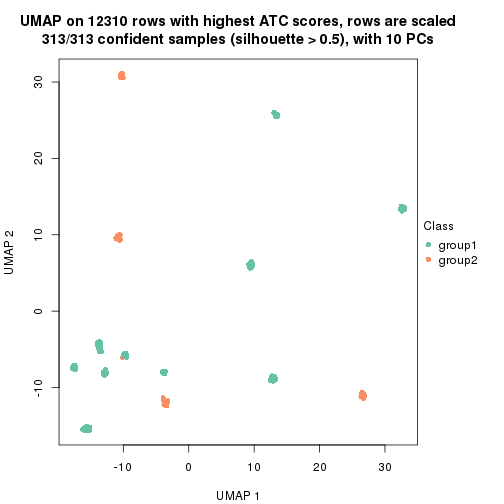 UMAP on 12310 rows with highest ATC scores, rows are scaled
313/313 confident samples (silhouette > 0.5), with 10 PCs
30
20
10
0
-10
UMAP 2
Class
group1
group2
-10 0 10 20 30
UMAP 1